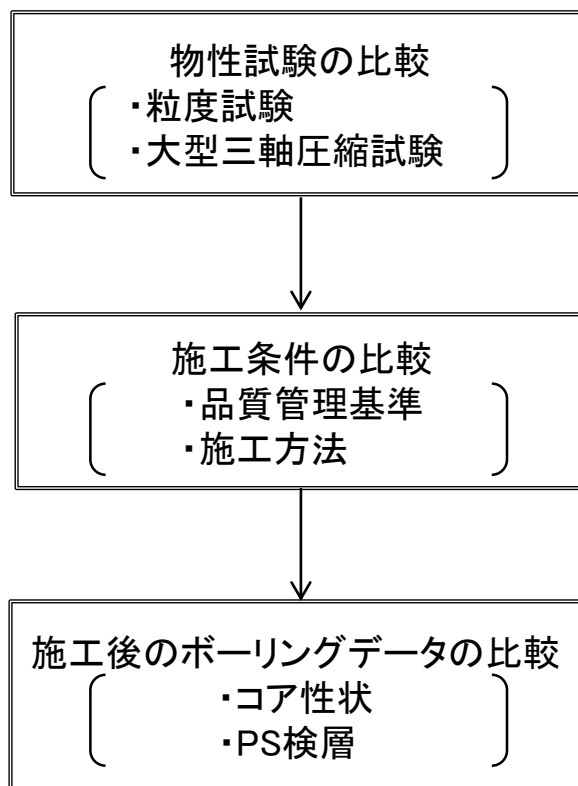 物性試験の比較
・粒度試験
・大型三軸圧縮試験
施工条件の比較
・品質管理基準
・施工方法
施工後のボーリングデータの比較
・コア性状
・PS検層